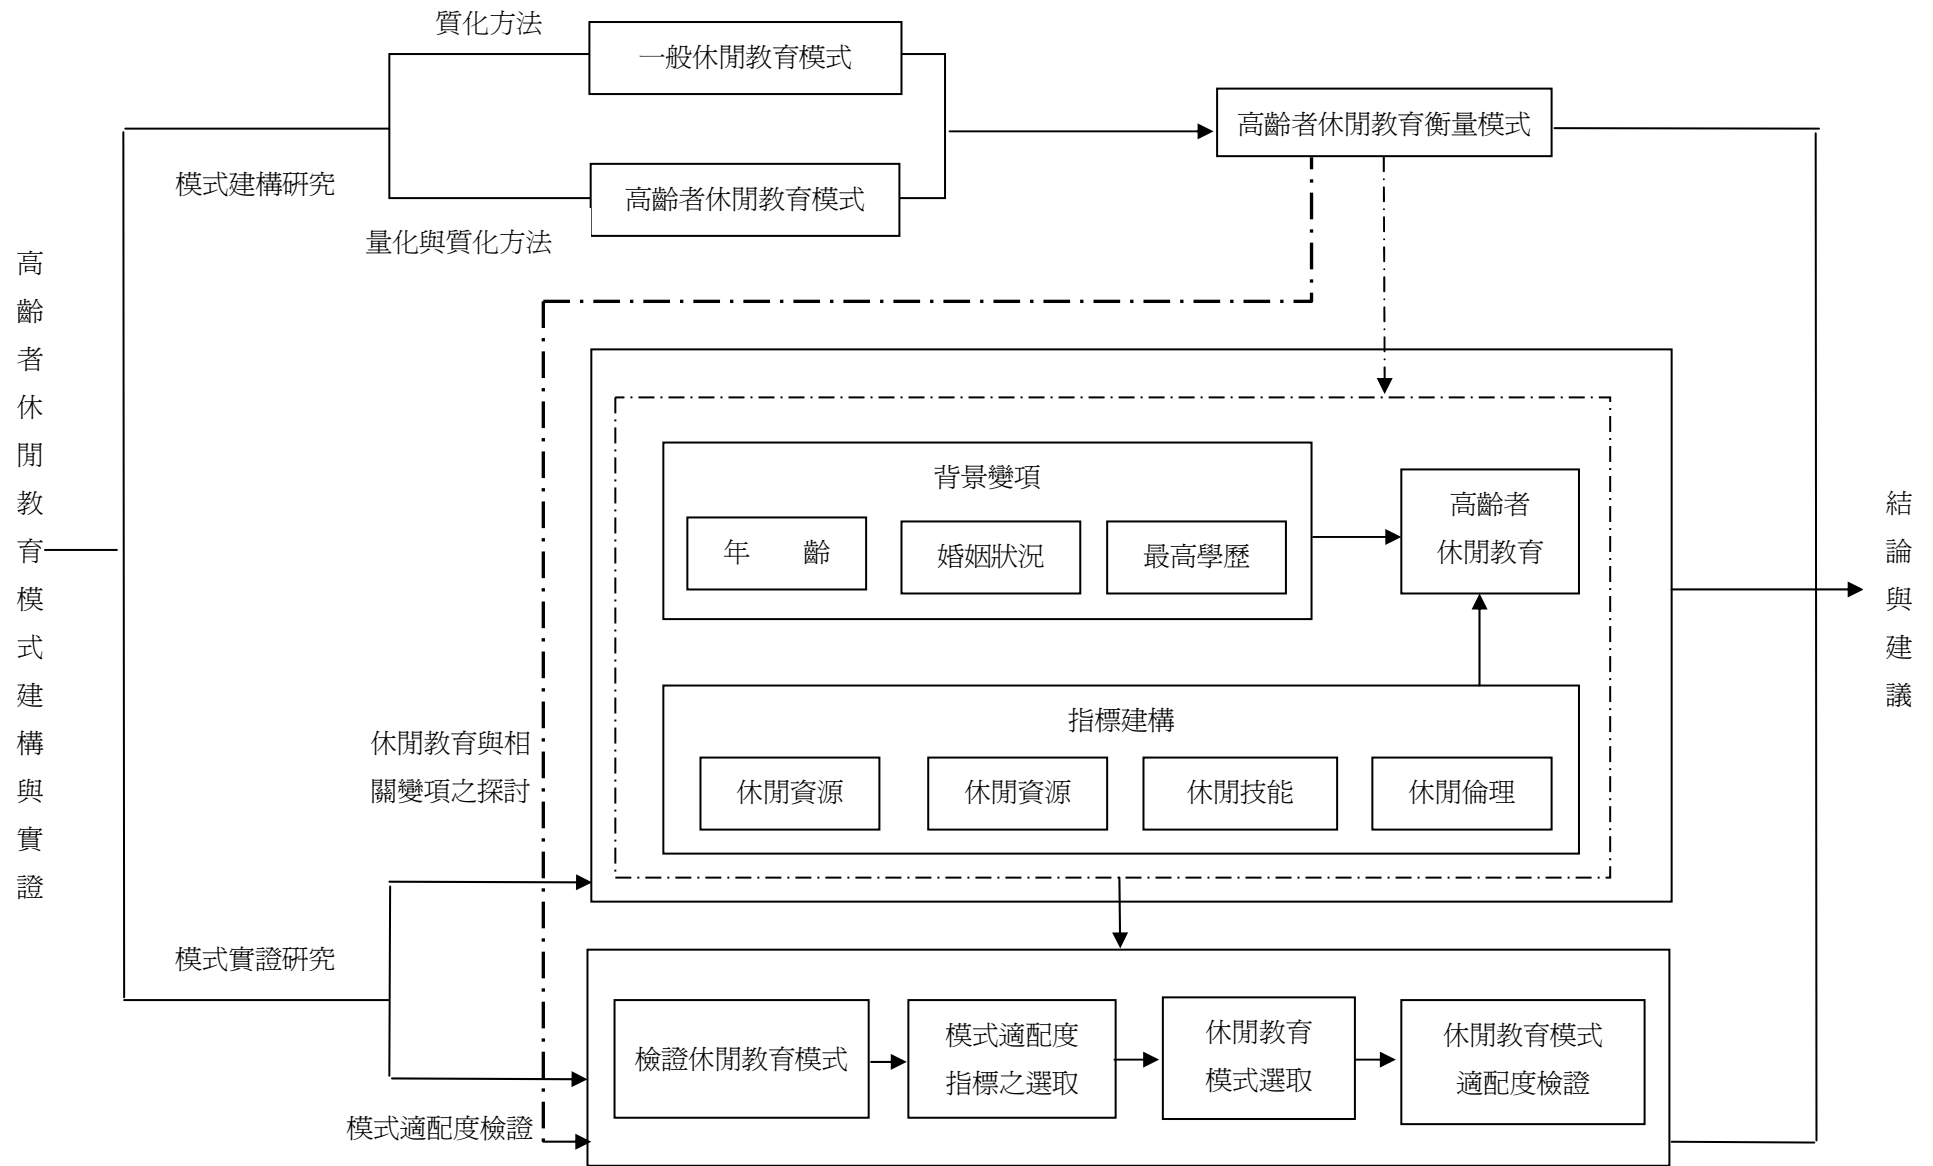 高齡者休閒教育模式建構與實證
質化方法
一般休閒教育模式
高齡者休閒教育衡量模式
模式建構研究
高齡者休閒教育模式
量化與質化方法
背景變項
年　　齡
婚姻狀況
最高學歷
高齡者
休閒教育
指標建構
休閒資源
休閒資源
休閒技能
休閒倫理
休閒教育與相
關變項之探討
模式實證研究
檢證休閒教育模式
模式適配度
指標之選取
休閒教育
模式選取
休閒教育模式
適配度檢證
模式適配度檢證
結論與建議